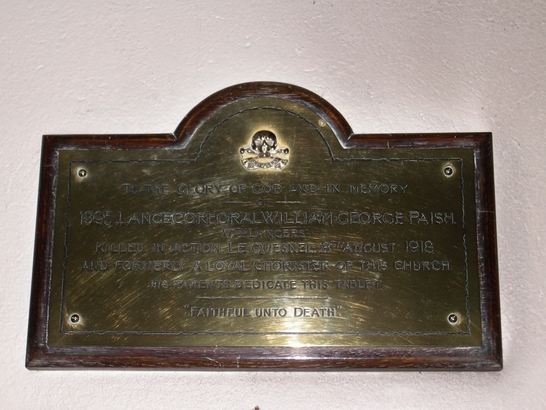 TO THE GLORY OF GOD AND IN MEMORY
OF
LANCE CORPORAL WILLIAM GEORGE PAISH
LANCERS
KILLED IN ACTION LE QUESNEL 8TH AUGUST 1918
AND FORMERLY A LOYAL CHORISTER OF THIS CHURCH
HIS PARENTS DEDICATE THIS TABLET.
"FAITHFUL UNTO DEATH"